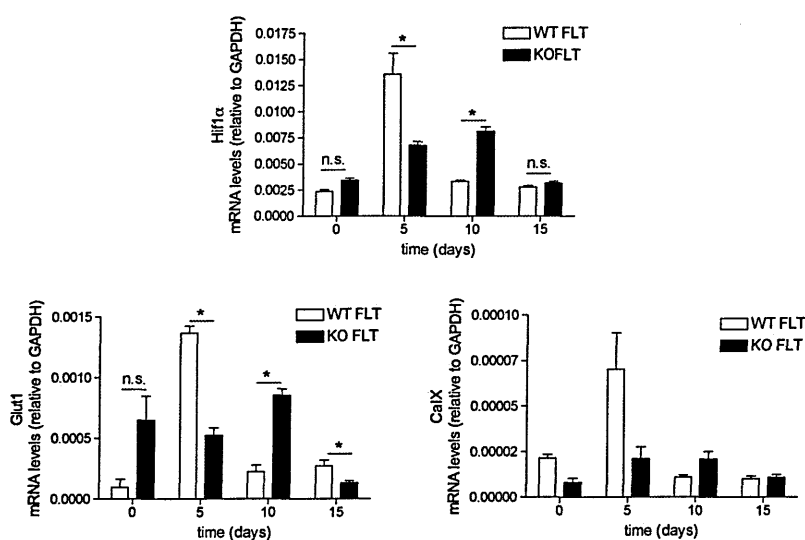 WT FLT
KOFLT
Hif1α
mRNA levels (relative to GAPDH)
0.0175
0.0150
0.0125
0.0100
0.0075
0.0050
0.0025
0.0000
n.s.
*
*
n.s.
0 5 10 15
time (days)
WT FLT
KO FLT
Glut1
mRNA levels (relative to GAPDH)
0.0015
0.0010
0.0005
0.0000
n.s.
*
*
*
0 5 10 15
time (days)
WT FLT
KO FLT
CaIX
mRNA levels (relative to GAPDH)
0.00010
0.00007
0.00005
0.00002
0.00000
0 5 10 15
time (days)